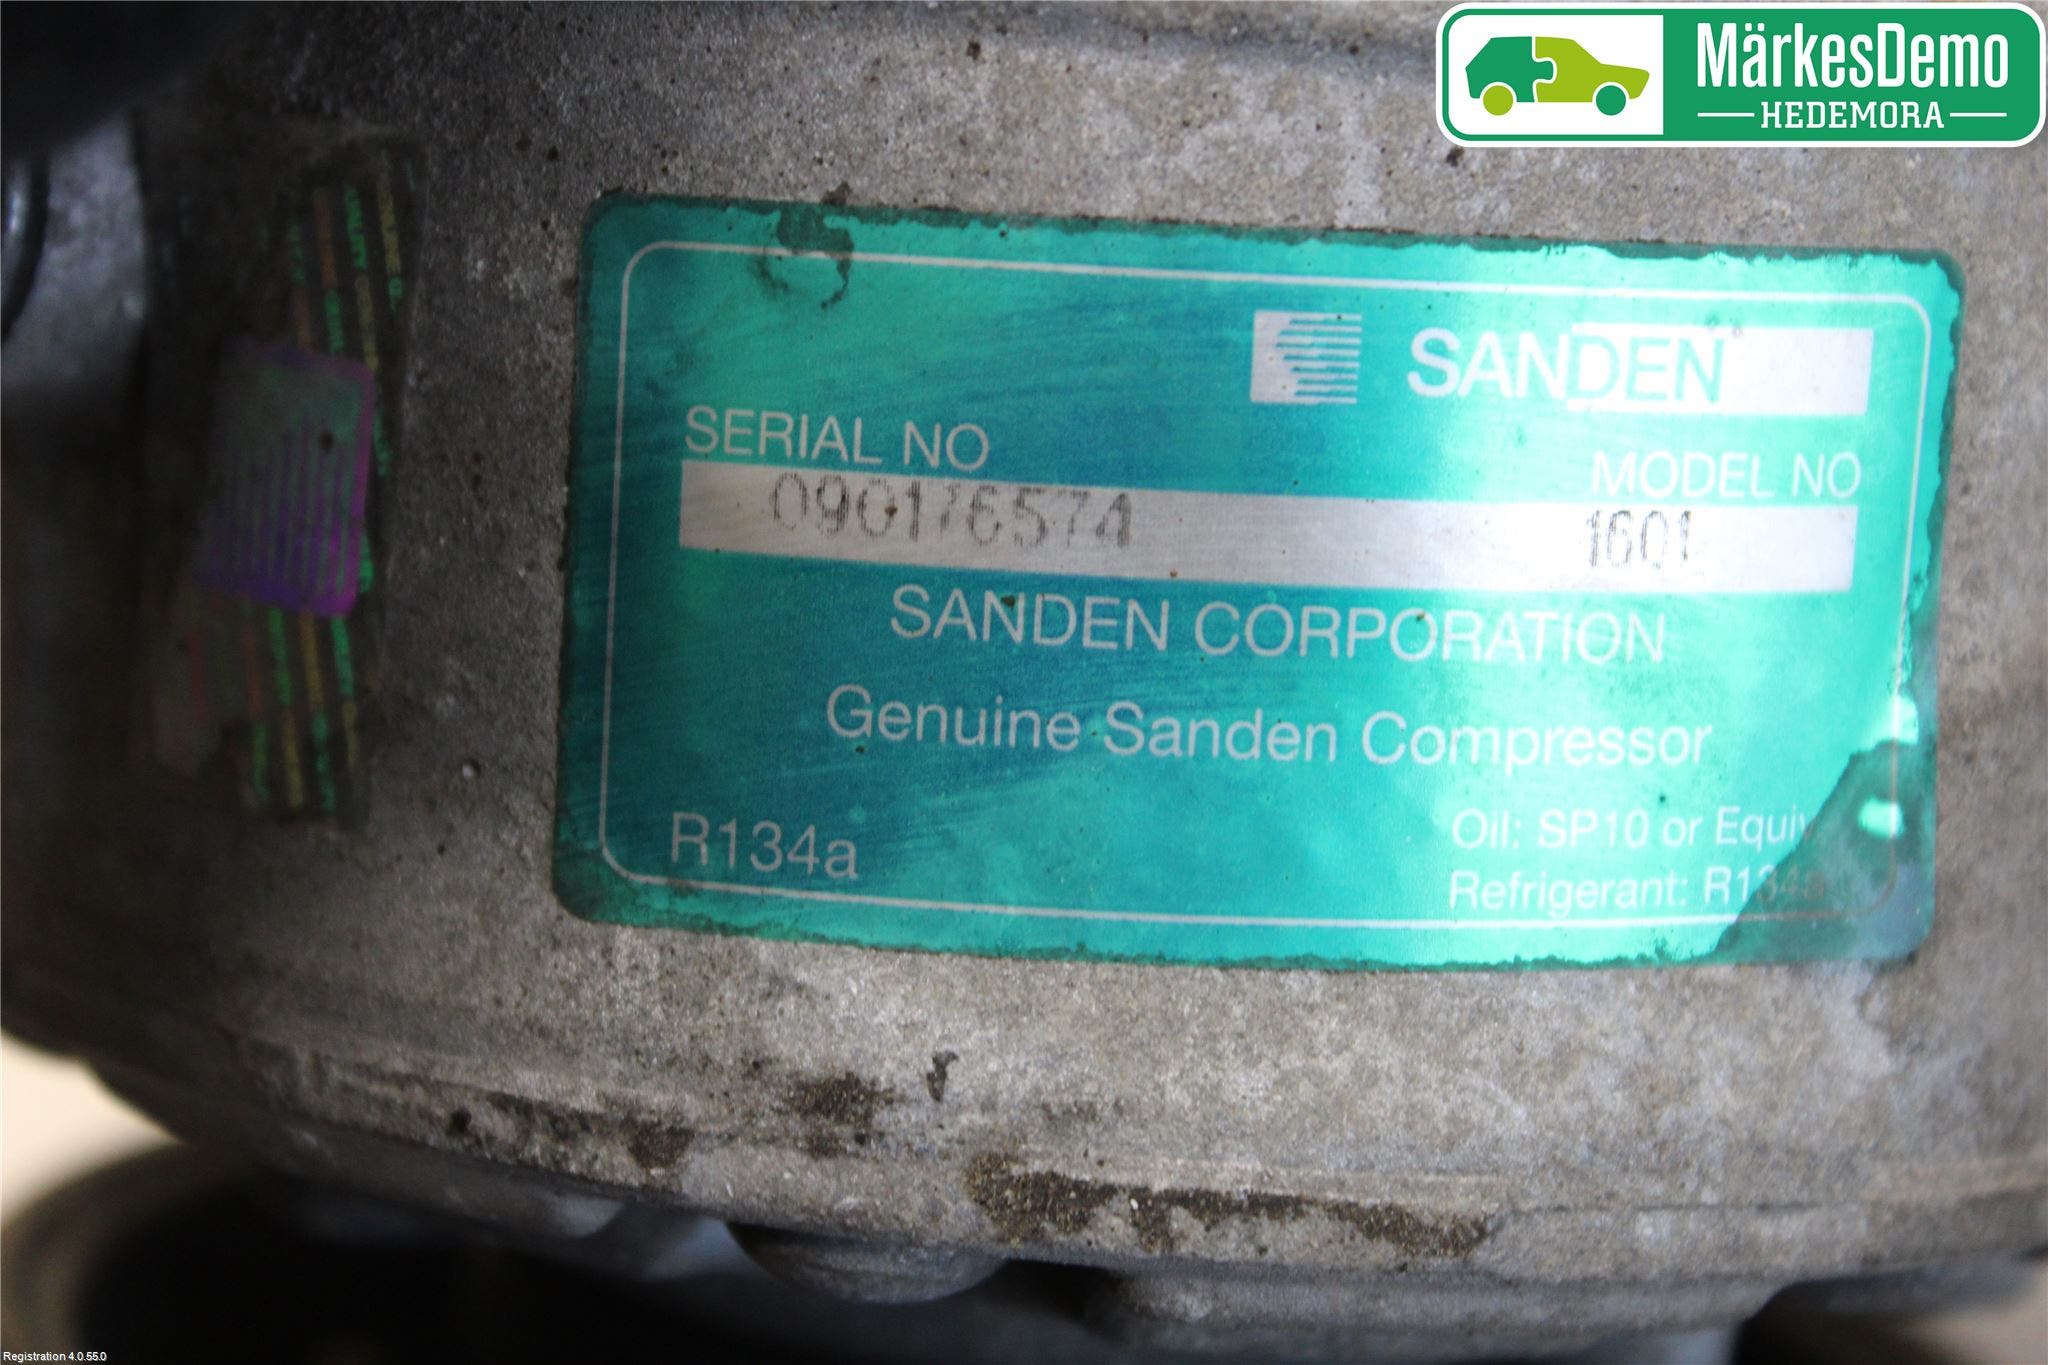 MärkesDemo
HEDEMORA
SANDEN
SERIAL NO
MODEL NO
090176574
1601
SANDEN CORPORATION
Genuine Sanden Compressor
R134a
Oil: SP10 or Equiv
Refrigerant: R134a
Registration 4.0.55.0